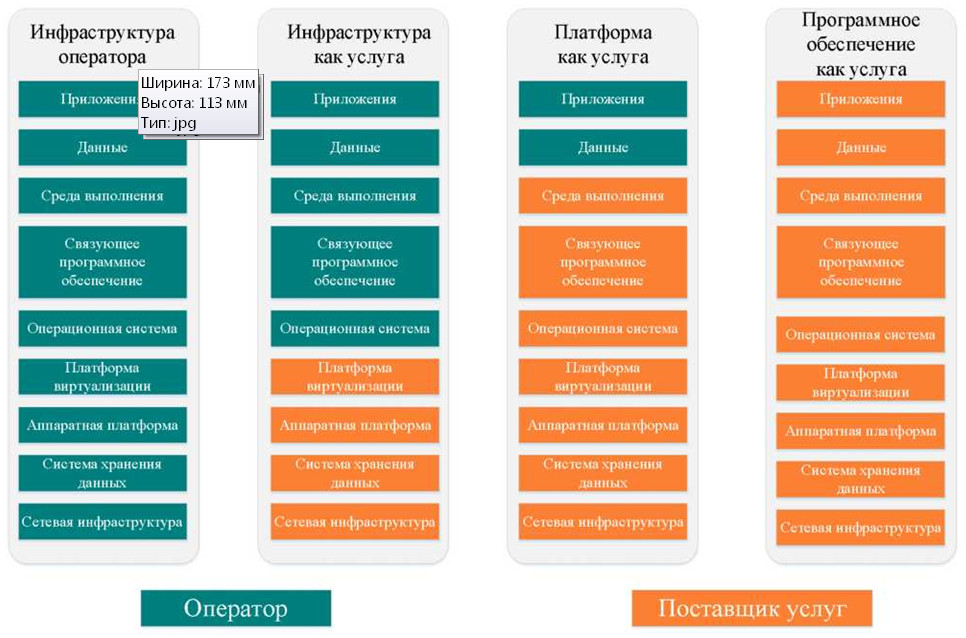 Инфраструктура
оператора
Ширина: 173 мм
Высота: 113 мм
Тип: jpg
Приложени
Данные
Среда выполнения
Связующее
программное
обеспечение
Операционная система
Платформа
виртуализации
Аппаратная платформа
Система хранения
данных
Сетевая инфраструктура
Инфраструктура
как услуга
Приложения
Данные
Среда выполнения
Связующее
программное
обеспечение
Операционная система
Платформа
виртуализации
Аппаратная платформа
Система хранения
данных
Сетевая инфраструктура
Платформа
как услуга
Приложения
Данные
Среда выполнения
Связующее
программное
обеспечение
Операционная система
Платформа
виртуализации
Аппаратная платформа
Система хранения
данных
Сетевая инфраструктура
Программное
обеспечение
как услуга
Приложения
Данные
Среда выполнения
Связующее
программное
обеспечение
Операционная система
Платформа
виртуализации
Аппаратная платформа
Система хранения
данных
Сетевая инфраструктура
Оператор
Поставщик услуг